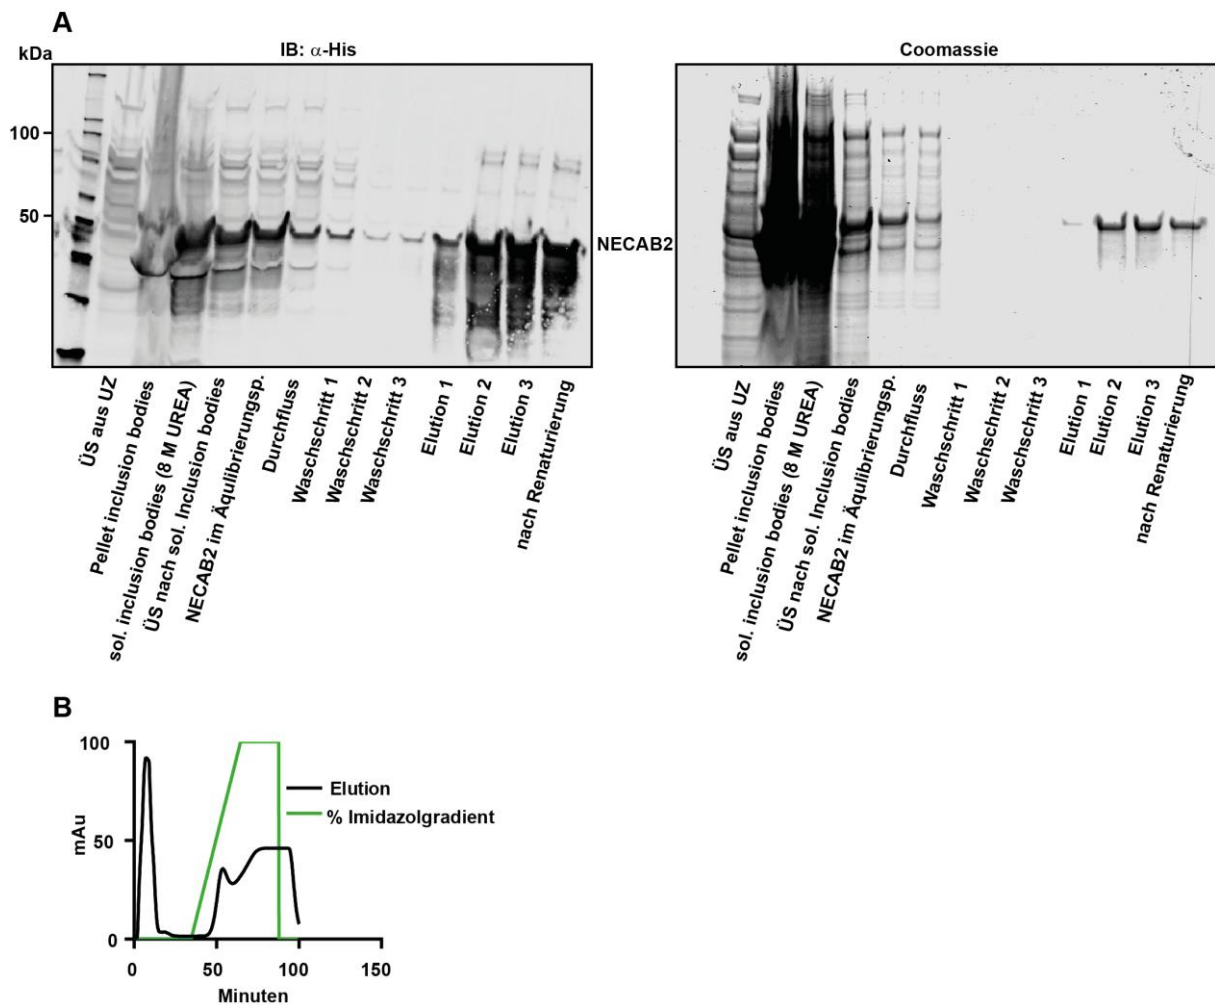 A
kDa
IB: α-His
Coomassie
100
50
NECAB2
ÜS aus UZ
Pellet inclusion bodies
sol. inclusion bodies (8 M UREA)
ÜS nach sol. Inclusion bodies
NECAB2 im Äqulibrierungsp.
Durchfluss
Waschschritt 1
Waschschritt 2
Waschschritt 3
Elution 1
Elution 2
Elution 3
nach Renaturierung
ÜS aus UZ
Pellet inclusion bodies
sol. inclusion bodies (8 M UREA)
ÜS nach sol. Inclusion bodies
NECAB2 im Äqulibrierungsp.
Durchfluss
Waschschritt 1
Waschschritt 2
Waschschritt 3
Elution 1
Elution 2
Elution 3
nach Renaturierung
B
100
50
0
mAu
Elution
% Imidazolgradient
0 50 100 150
Minuten